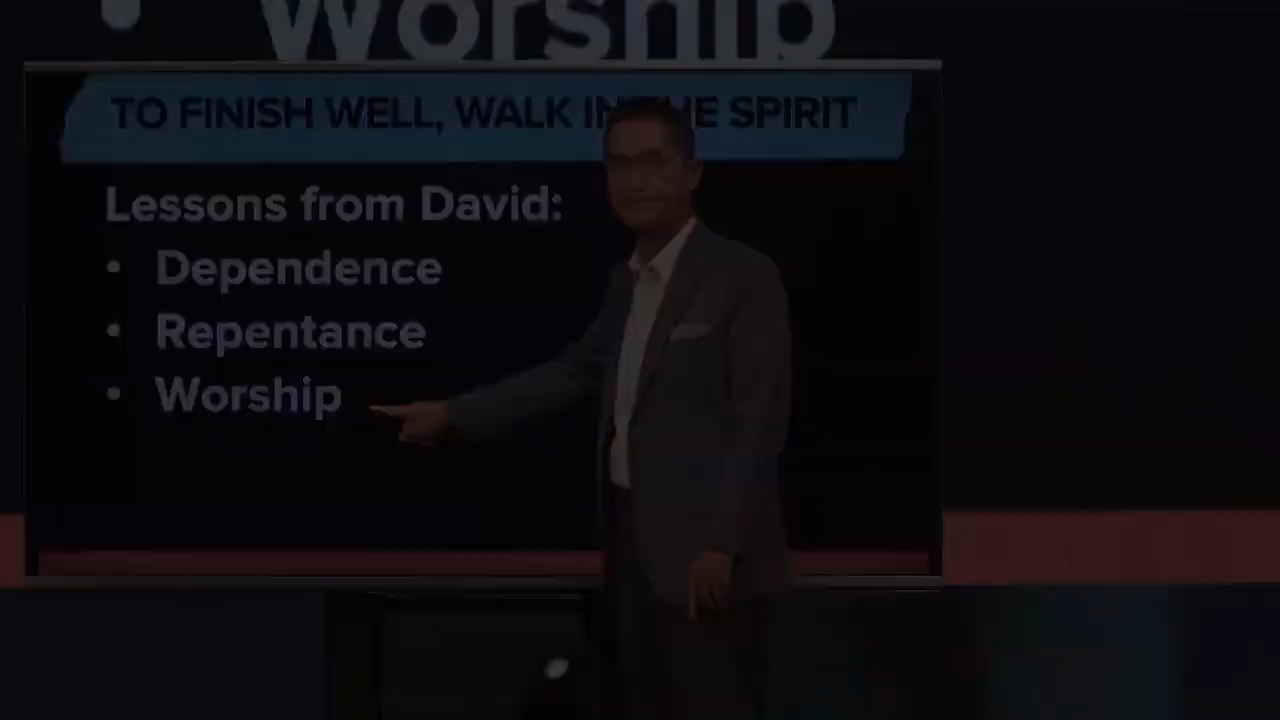 Worship
TO FINISH WELL, WALK IN THE SPIRIT
Lessons from David:
• Dependence
• Repentance
• Worship